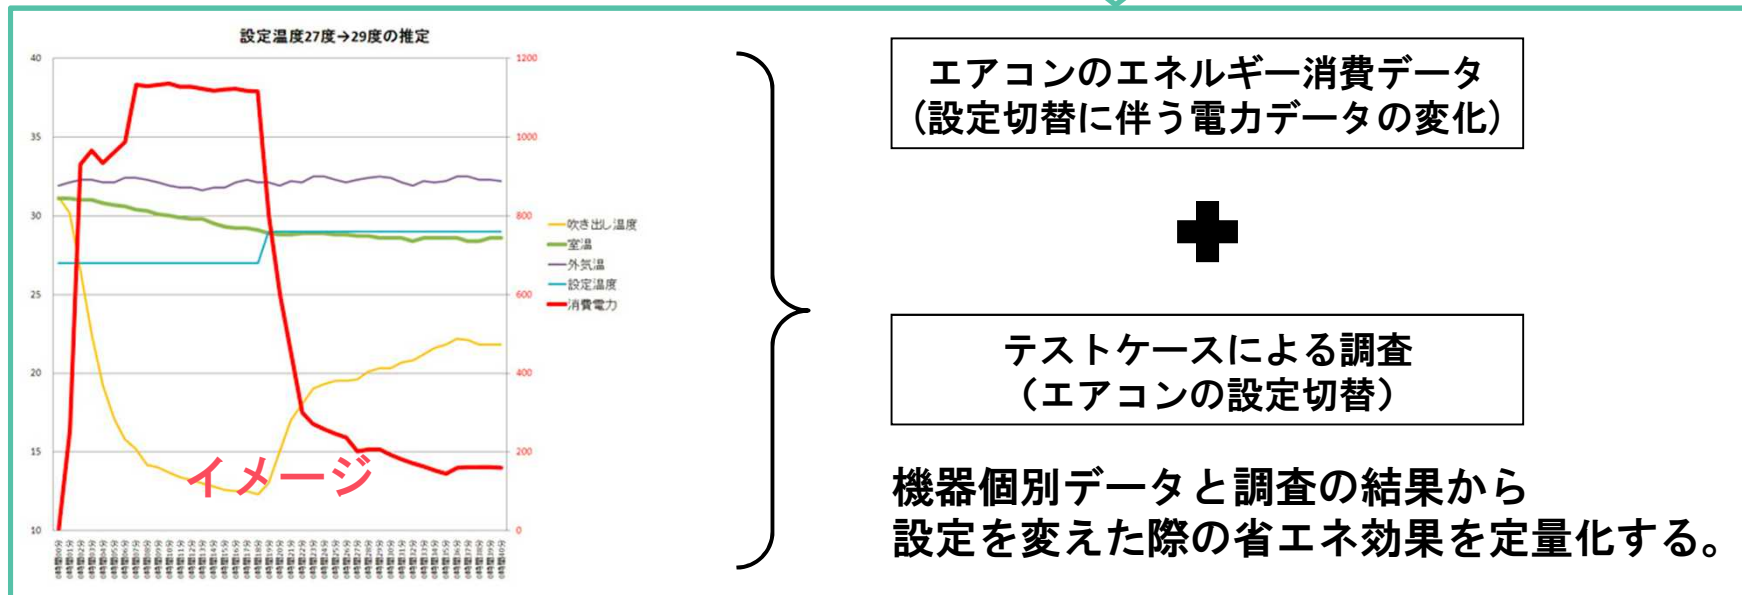 設定温度27度→29度の推定
40
35
30
25
20
15
10
1200
1000
800
600
400
200
0
吹き出し温度
室温
外気温
設定温度
消費電力
イメージ
エアコンのエネルギー消費データ
（設定切替に伴う電力データの変化）
テストケースによる調査
（エアコンの設定切替）
機器個別データと調査の結果から
設定を変えた際の省エネ効果を定量化する。